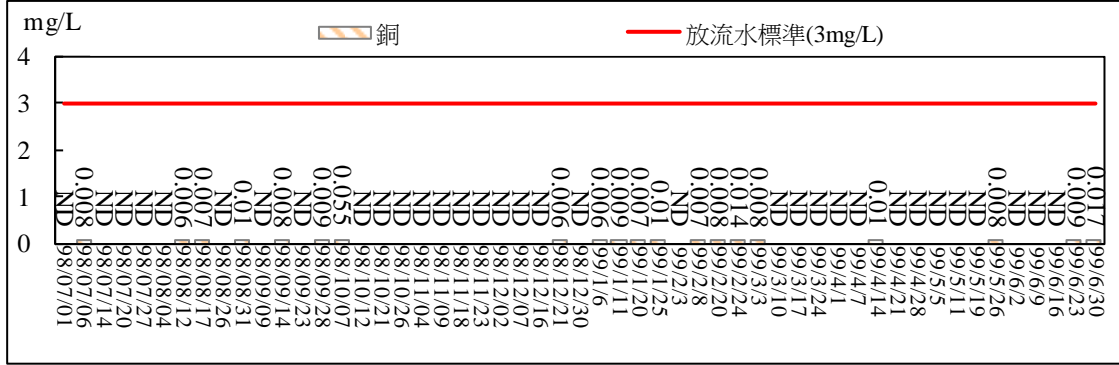 mg/L
銅
放流水標準(3mg/L)
4
3
2
1
0
ND
0.008
ND
ND
ND
ND
0.006
0.007
ND
0.01
ND
0.008
ND
0.009
0.055
ND
ND
ND
ND
ND
ND
ND
ND
ND
ND
0.006
ND
0.006
0.009
0.007
0.01
ND
0.007
0.008
0.014
0.008
ND
ND
ND
ND
ND
0.01
ND
ND
ND
ND
ND
0.008
ND
ND
ND
0.009
0.017
98/07/01
98/07/06
98/07/14
98/07/20
98/07/27
98/08/04
98/08/12
98/08/17
98/08/26
98/08/31
98/09/09
98/09/14
98/09/23
98/09/28
98/10/07
98/10/12
98/10/21
98/10/26
98/11/04
98/11/09
98/11/18
98/11/23
98/12/02
98/12/07
98/12/16
98/12/21
98/12/30
99/1/6
99/1/11
99/1/20
99/1/25
99/2/3
99/2/8
99/2/20
99/2/24
99/3/3
99/3/10
99/3/17
99/3/24
99/4/1
99/4/7
99/4/14
99/4/21
99/4/28
99/5/5
99/5/11
99/5/19
99/5/26
99/6/2
99/6/9
99/6/16
99/6/23
99/6/30